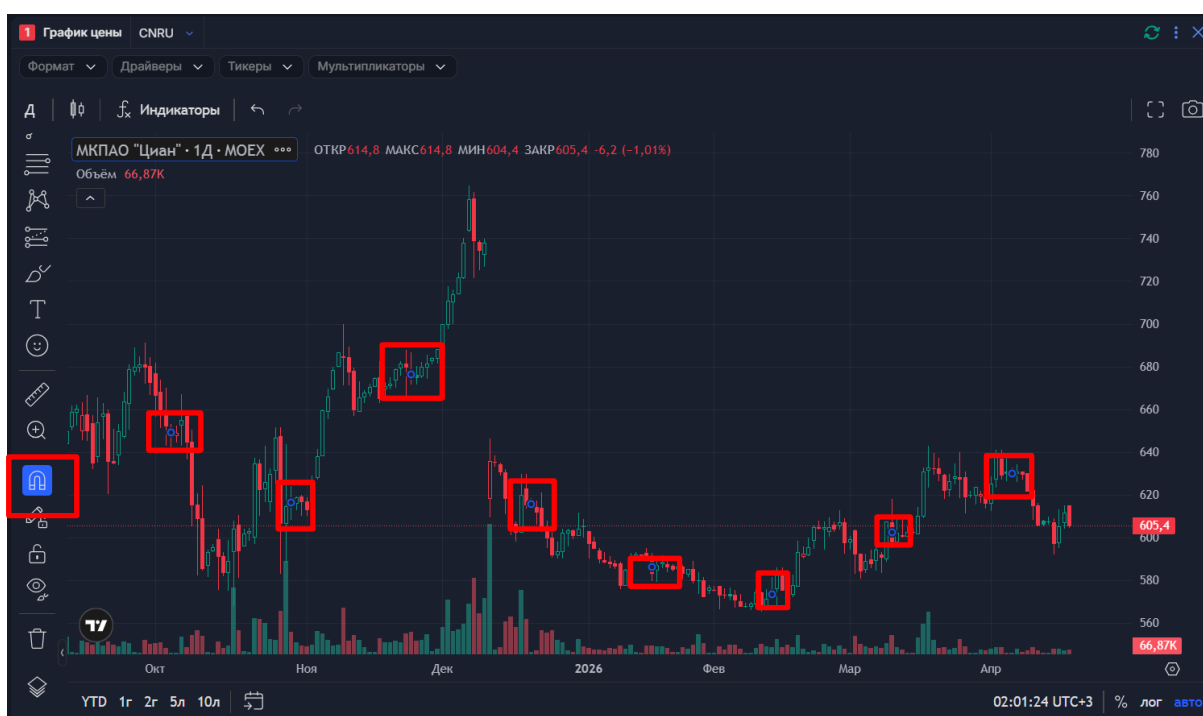 1 График цены CNRU
Формат Драйверы Тикеры Мультипликаторы
Д fx Индикаторы
МКПАО "Циан" · 1Д · MOEX ••• ОТКР614,8 МАКС614,8 МИН604,4 ЗАКР605,4 -6,2 (−1,01%)
Объём 66,87K
780
760
740
720
700
680
660
640
620
605,4
600
580
560
66,87K
T
Окт Ноя Дек 2026 Фев Мар Апр
YTD 1г 2г 5л 10л 02:01:24 UTC+3 % лог авто